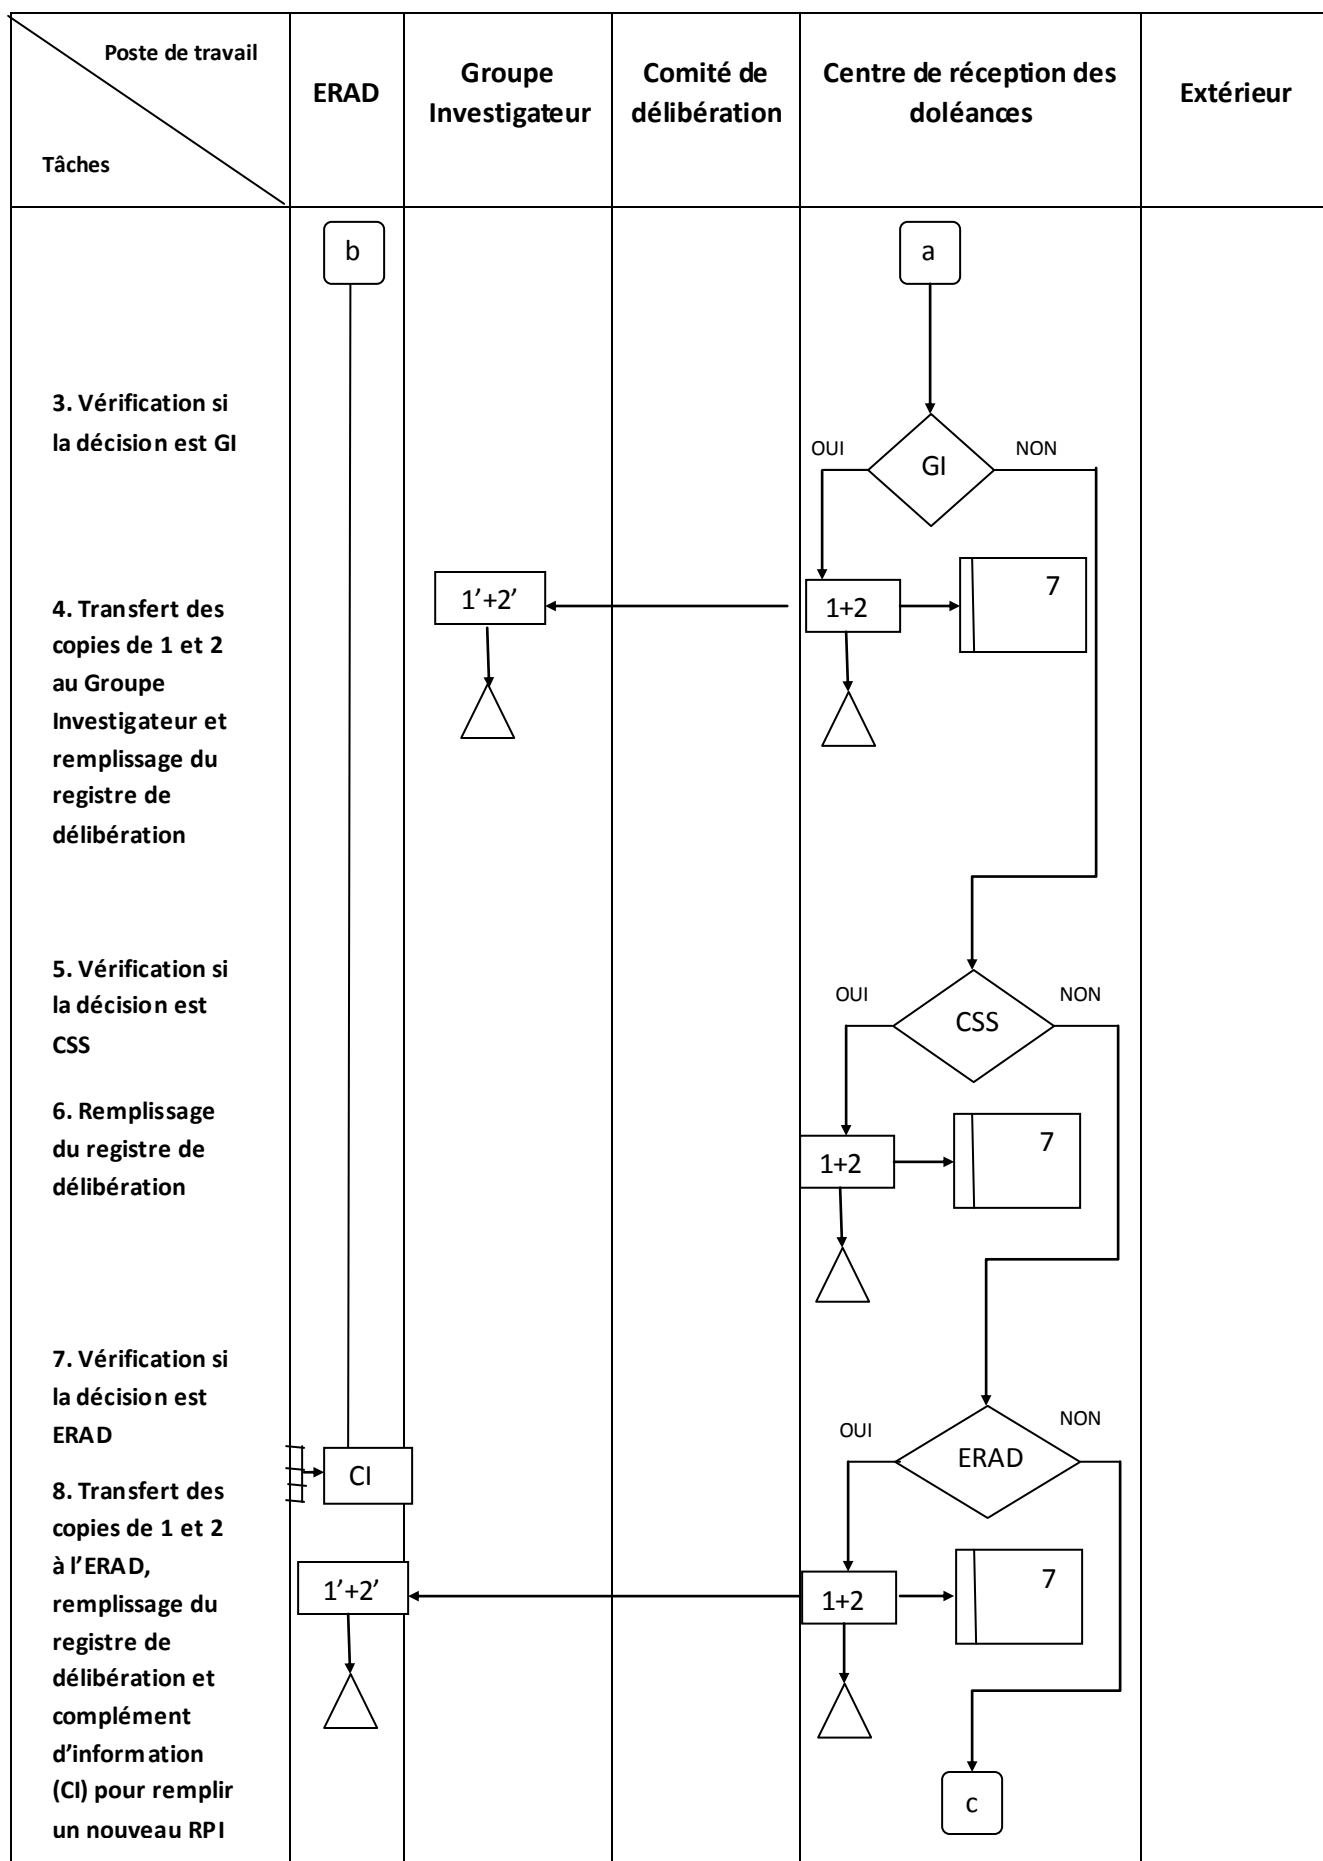 Poste de travail
Tâches
ERAD
Groupe
Investigateur
Comité de
délibération
Centre de réception des
doléances
Extérieur
b
a
3. Vérification si
la décision est GI
OUI
GI
NON
4. Transfert des
copies de 1 et 2
au Groupe
Investigateur et
remplissage du
registre de
délibération
1’+2’
1+2
7
5. Vérification si
la décision est
CSS
OUI
CSS
NON
6. Remplissage
du registre de
délibération
1+2
7
7. Vérification si
la décision est
ERAD
OUI
ERAD
NON
CI
8. Transfert des
copies de 1 et 2
à l’ERAD,
remplissage du
registre de
délibération et
complément
d’information
(CI) pour remplir
un nouveau RPI
1’+2’
1+2
7
c